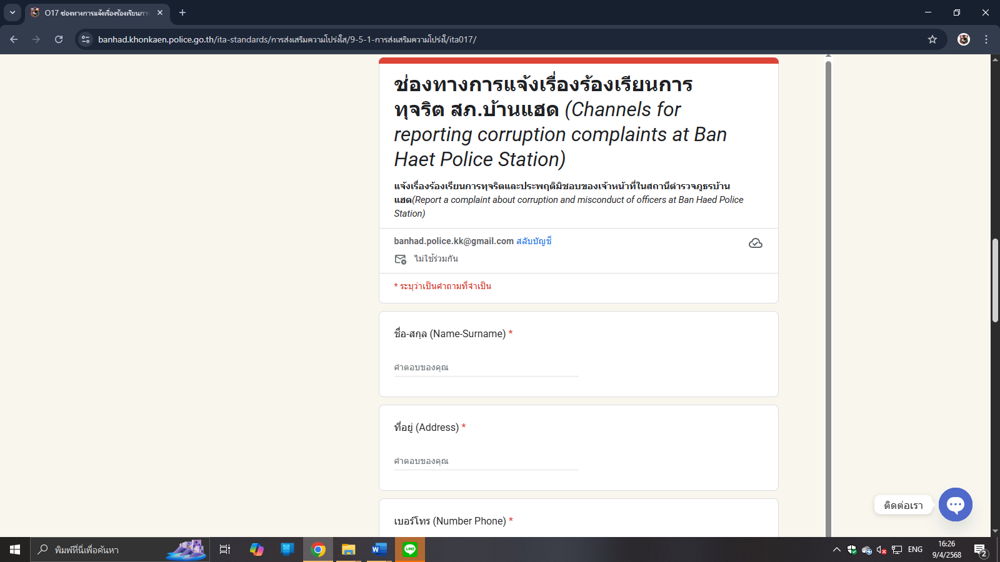 O17 ช่องทางการแจ้งเรื่องร้องเรียนกา
banhad.khonkaen.police.go.th/ita-standards/การส่งเสริมความโปร่งใส/9-5-1-การส่งเสริมความโปร่งใ/ita017/
ช่องทางการแจ้งเรื่องร้องเรียนการ
ทุจริต สภ.บ้านแฮด (Channels for
reporting corruption complaints at Ban
Haet Police Station)
แจ้งเรื่องร้องเรียนการทุจริตและประพฤติมิชอบของเจ้าหน้าที่ในสถานีตำรวจภูธรบ้าน
แฮด(Report a complaint about corruption and misconduct of officers at Ban Haed Police
Station)
banhad.police.kk@gmail.com สลับบัญชี
ไม่ใช้ร่วมกัน
* ระบุว่าเป็นคำถามที่จำเป็น
ชื่อ-สกุล (Name-Surname) *
คำตอบของคุณ
ที่อยู่ (Address) *
คำตอบของคุณ
เบอร์โทร (Number Phone) *
ติดต่อเรา
พิมพ์ที่นี่เพื่อค้นหา
W
LINE
ENG
16:26
9/4/2568
2